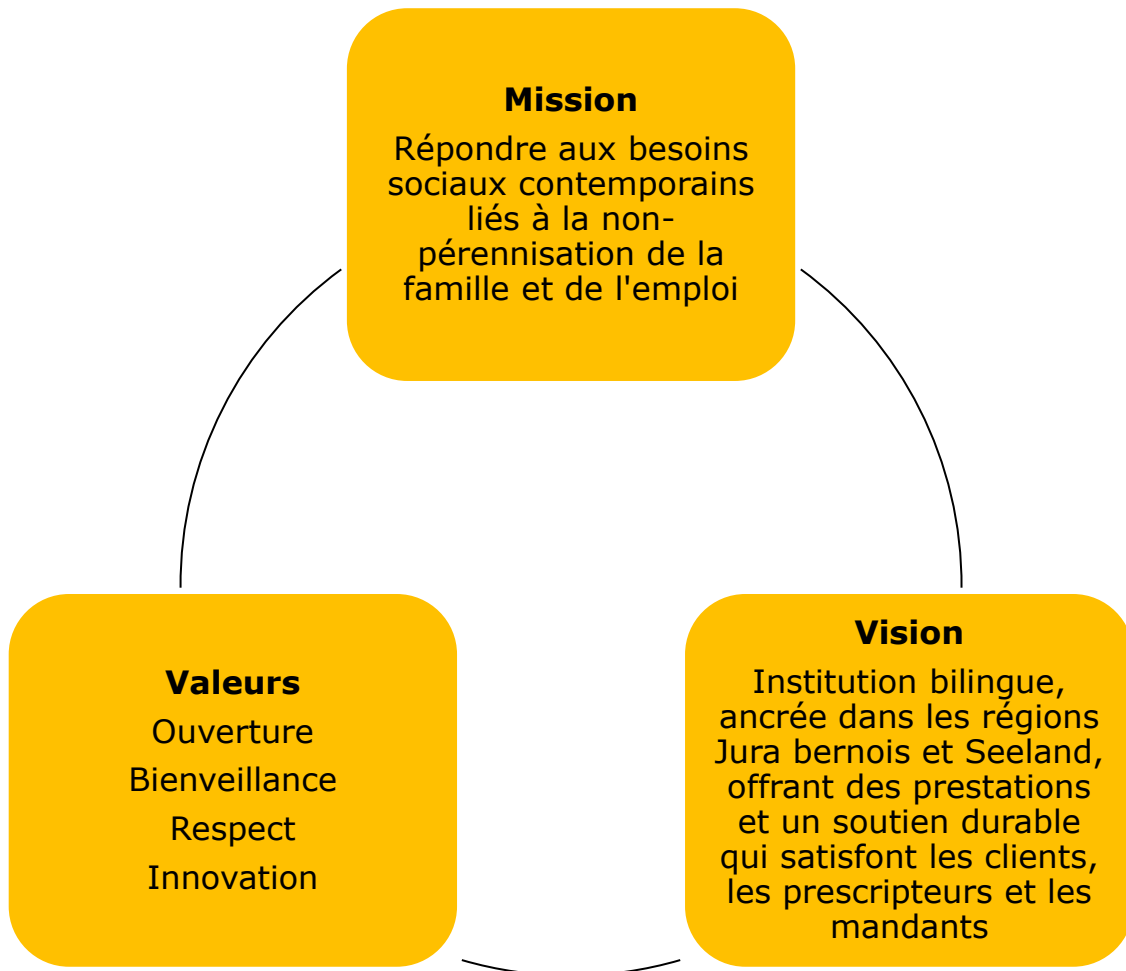 Mission
Répondre aux besoins
sociaux contemporains
liés à la non-
pérennisation de la
famille et de l'emploi
Valeurs
Ouverture
Bienveillance
Respect
Innovation
Vision
Institution bilingue,
ancrée dans les régions
Jura bernois et Seeland,
offrant des prestations
et un soutien durable
qui satisfont les clients,
les prescripteurs et les
mandants